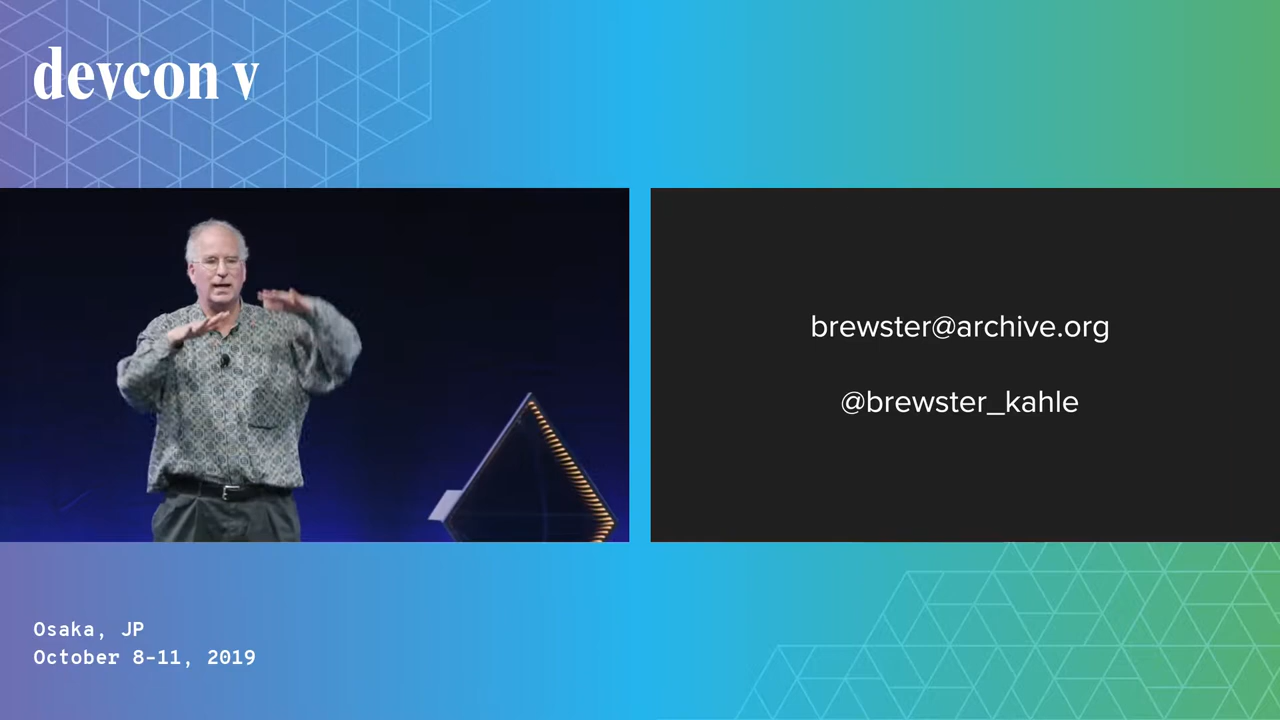 devcon v
brewster@archive.org
@brewster_kahle
Osaka, JP
October 8-11, 2019